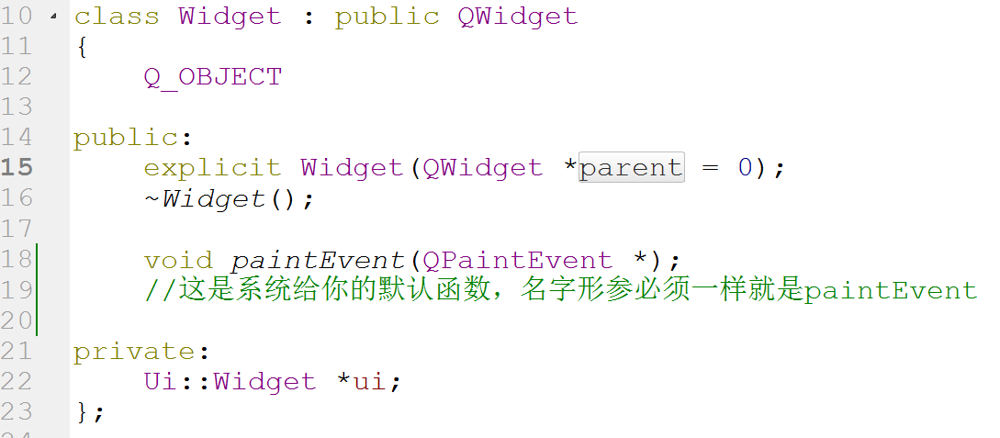 10 class Widget : public QWidget
11 {
12     Q_OBJECT
13
14 public:
15     explicit Widget(QWidget *parent = 0);
16     ~Widget();
17
18     void paintEvent(QPaintEvent *);
19     //这是系统给你的默认函数，名字形参必须一样就是paintEvent
20
21 private:
22     Ui::Widget *ui;
23 };